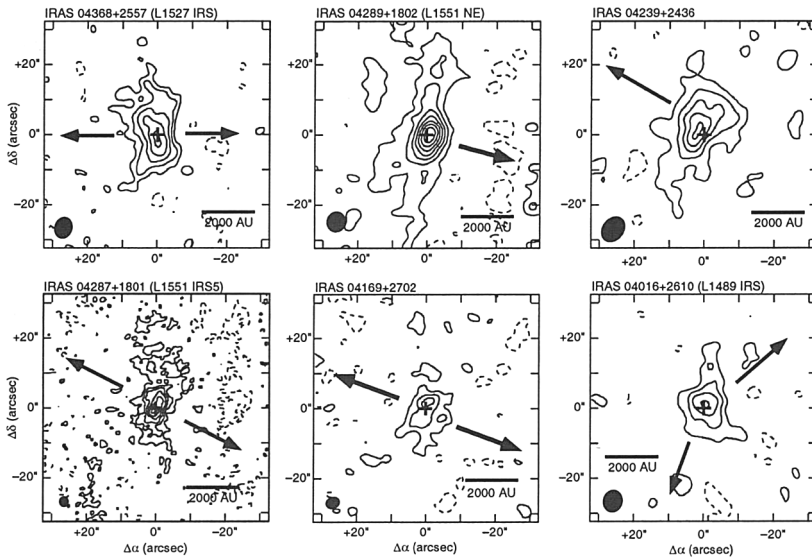 IRAS 04368+2557 (L1527 IRS)
IRAS 04289+1802 (L1551 NE)
IRAS 04239+2436
+20"
0"
−20"
Δδ (arcsec)
2000 AU
2000 AU
2000 AU
+20"
0"
−20"
+20"
0"
−20"
+20"
0"
−20"
+20"
0"
−20"
+20"
0"
−20"
IRAS 04287+1801 (L1551 IRS5)
IRAS 04169+2702
IRAS 04016+2610 (L1489 IRS)
+20"
0"
−20"
Δδ (arcsec)
2000 AU
2000 AU
2000 AU
+20"
0"
−20"
+20"
0"
−20"
+20"
0"
−20"
+20"
0"
−20"
+20"
0"
−20"
Δα (arcsec)
Δα (arcsec)
Δα (arcsec)